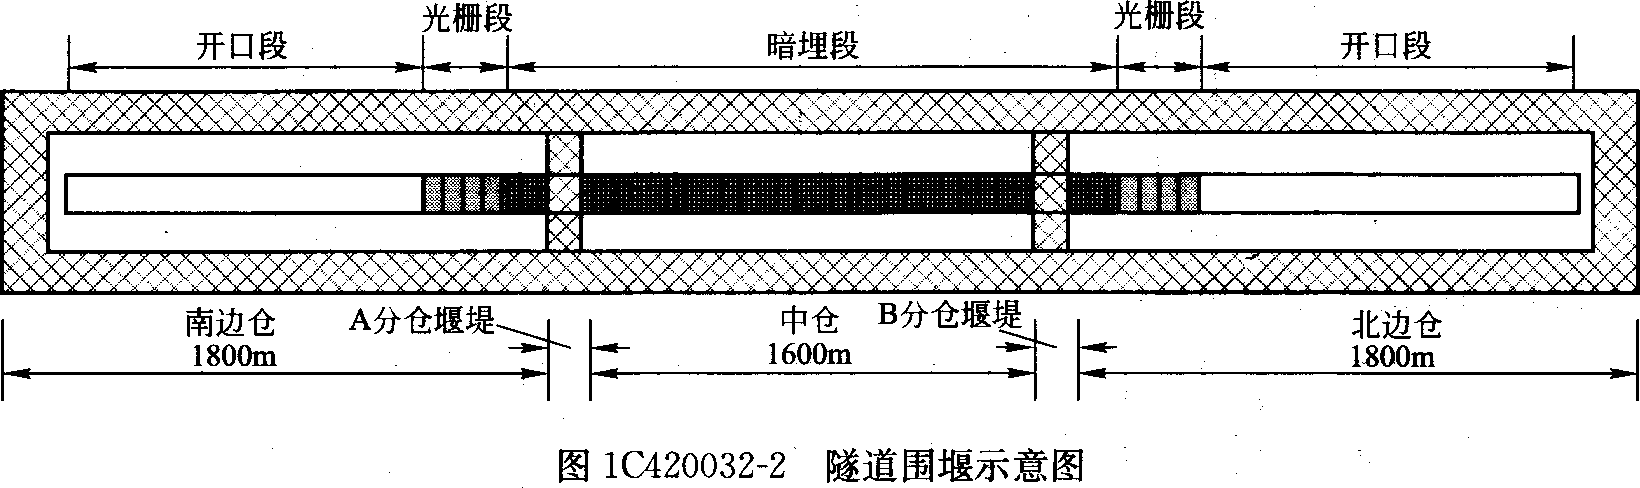 光栅段 光栅段
开口段 暗埋段 开口段
南边仓 A分仓堰堤 中仓 B分仓堰堤 北边仓
1800m 1600m 1800m
图 1C420032-2 隧道围堰示意图